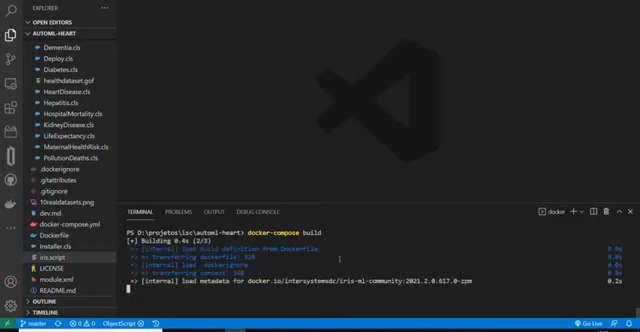 EXPLORER
OPEN EDITORS
AUTOML-HEART
Dementia.cls
Deploy.cls
Diabetes.cls
healthdataset.gof
HeartDisease.cls
Hepatitis.cls
HospitalMortality.cls
KidneyDisease.cls
LifeExpectancy.cls
MaternalHealthRisk.cls
PollutionDeaths.cls
.dockerignore
.gitattributes
.gitignore
10realdatasets.png
dev.md
docker-compose.yml
Dockerfile
Installer.cls
iris.script
LICENSE
module.xml
README.md
OUTLINE
TIMELINE
TERMINAL PROBLEMS OUTPUT DEBUG CONSOLE
docker
PS D:\projetos\isc\automl-heart> docker-compose build
[+] Building 0.4s (2/3)
=> [internal] load build definition from Dockerfile 0.0s
=> => transferring dockerfile: 32B 0.0s
=> [internal] load .dockerignore 0.0s
=> => transferring context: 34B 0.0s
=> [internal] load metadata for docker.io/intersystemsdc/iris-ml-community:2021.2.0.617.0-zpm 0.2s
master 0 0 ObjectScript Go Live